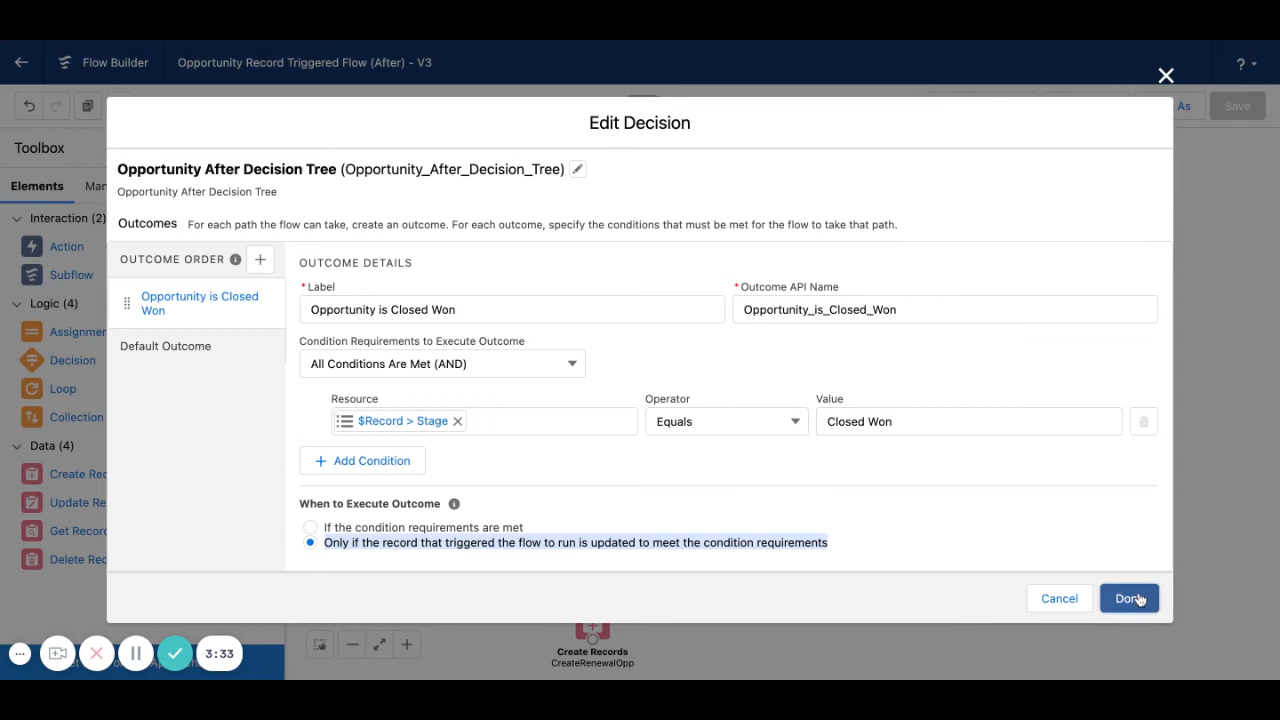 Flow Builder
Opportunity Record Triggered Flow (After) - V3
?
As
Save
Toolbox
Elements
Mar
Interaction (2)
Action
Subflow
Logic (4)
Assignmen
Decision
Loop
Collection
Data (4)
Create Rec
Update Re
Get Record
Delete Rec
Edit Decision
Opportunity After Decision Tree (Opportunity_After_Decision_Tree)
Opportunity After Decision Tree
Outcomes For each path the flow can take, create an outcome. For each outcome, specify the conditions that must be met for the flow to take that path.
OUTCOME ORDER
Opportunity is Closed
Won
Default Outcome
OUTCOME DETAILS
* Label
Opportunity is Closed Won
* Outcome API Name
Opportunity_is_Closed_Won
Condition Requirements to Execute Outcome
All Conditions Are Met (AND)
Resource
$Record > Stage
Operator
Equals
Value
Closed Won
+ Add Condition
When to Execute Outcome
If the condition requirements are met
Only if the record that triggered the flow to run is updated to meet the condition requirements
Cancel
Create Records
CreateRenewalOpp
3:33